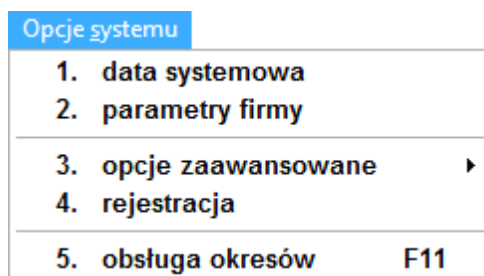 Opcje systemu
1. data systemowa
2. parametry firmy
3. opcje zaawansowane
4. rejestracja
5. obsługa okresów F11